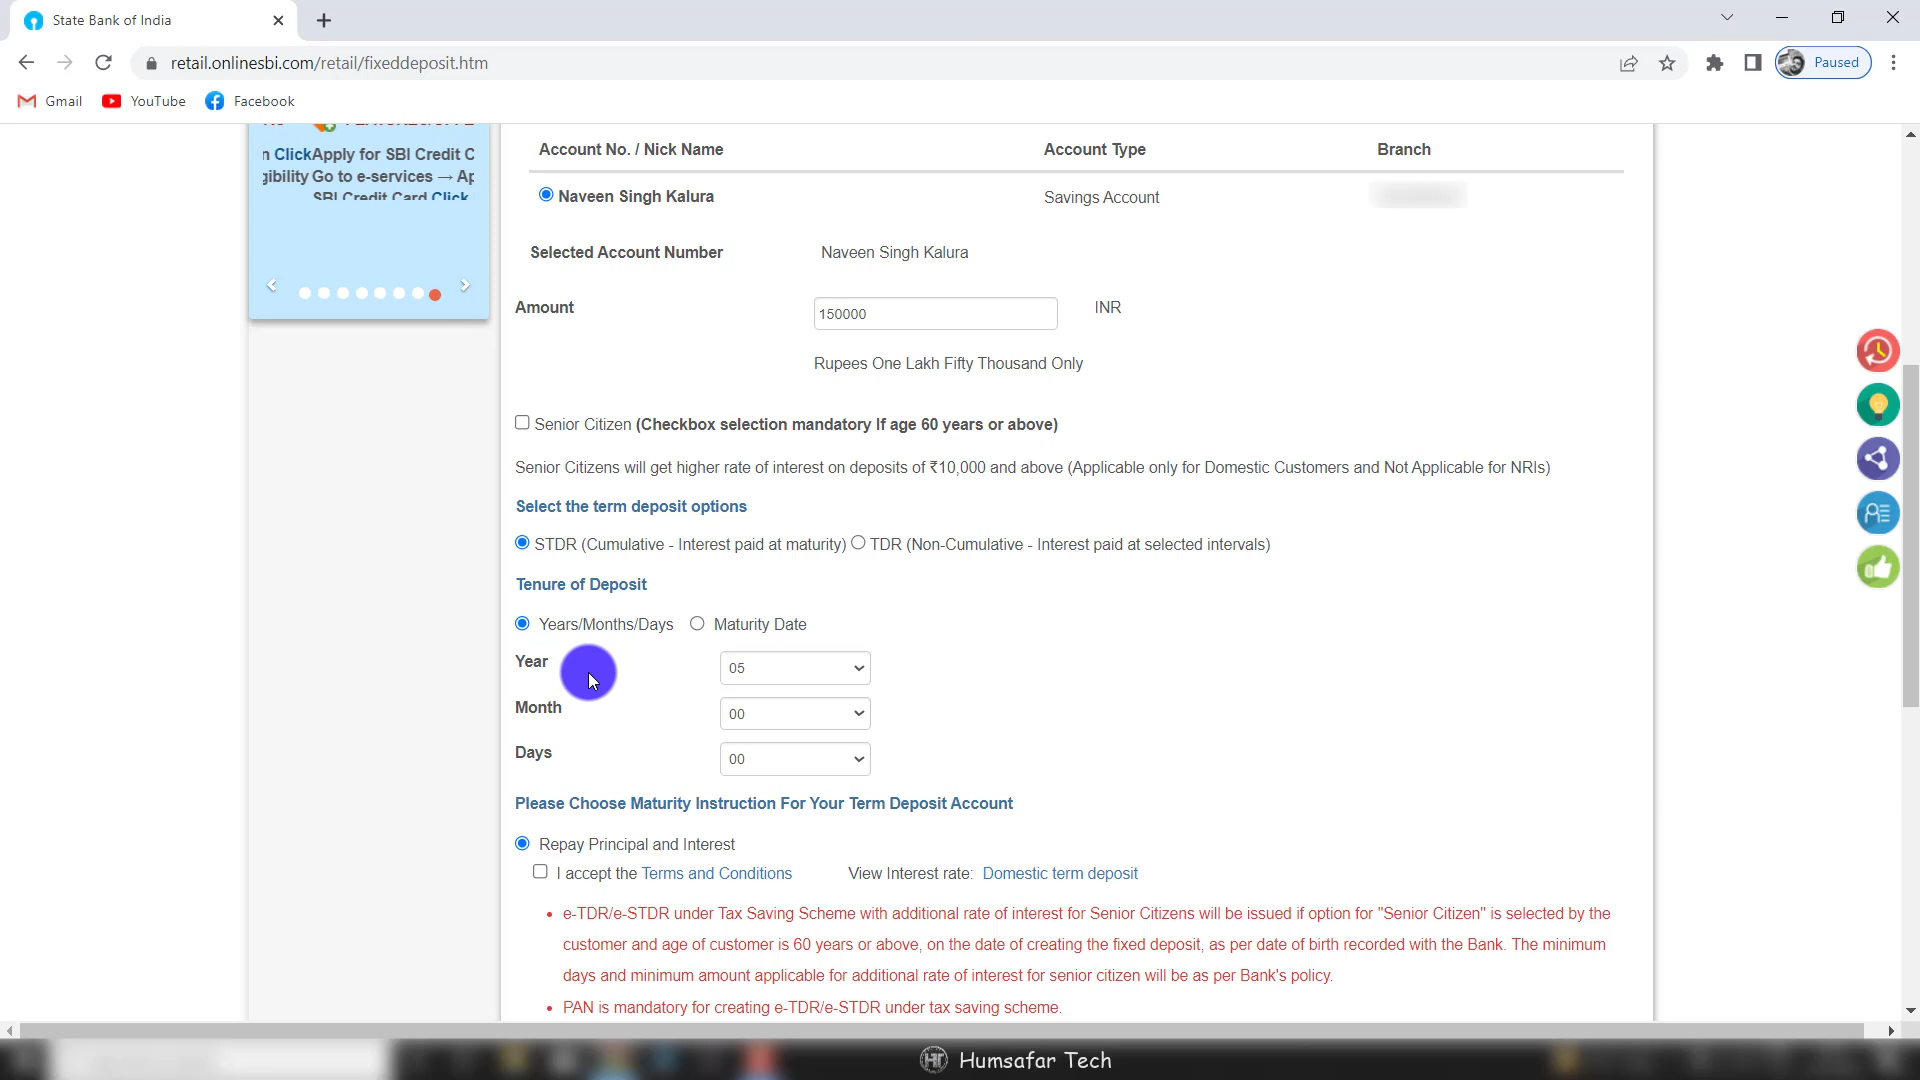 State Bank of India
retail.onlinesbi.com/retail/fixeddeposit.htm
Paused
Gmail YouTube Facebook
n ClickApply for SBI Credit C
gibility Go to e-services → Ap
SBI Credit Card Click
Account No. / Nick Name Account Type Branch
Naveen Singh Kalura Savings Account
Selected Account Number Naveen Singh Kalura
Amount 150000 INR
Rupees One Lakh Fifty Thousand Only
Senior Citizen (Checkbox selection mandatory If age 60 years or above)
Senior Citizens will get higher rate of interest on deposits of ₹10,000 and above (Applicable only for Domestic Customers and Not Applicable for NRIs)
Select the term deposit options
STDR (Cumulative - Interest paid at maturity) TDR (Non-Cumulative - Interest paid at selected intervals)
Tenure of Deposit
Years/Months/Days Maturity Date
Year 05
Month 00
Days 00
Please Choose Maturity Instruction For Your Term Deposit Account
Repay Principal and Interest
I accept the Terms and Conditions View Interest rate: Domestic term deposit
• e-TDR/e-STDR under Tax Saving Scheme with additional rate of interest for Senior Citizens will be issued if option for "Senior Citizen" is selected by the
customer and age of customer is 60 years or above, on the date of creating the fixed deposit, as per date of birth recorded with the Bank. The minimum
days and minimum amount applicable for additional rate of interest for senior citizen will be as per Bank's policy.
• PAN is mandatory for creating e-TDR/e-STDR under tax saving scheme.
HT Humsafar Tech